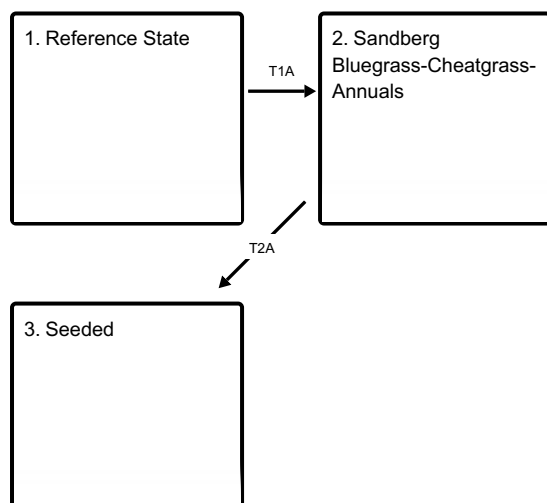 1. Reference State
T1A
2. Sandberg
Bluegrass-Cheatgrass-
Annuals
T2A
3. Seeded